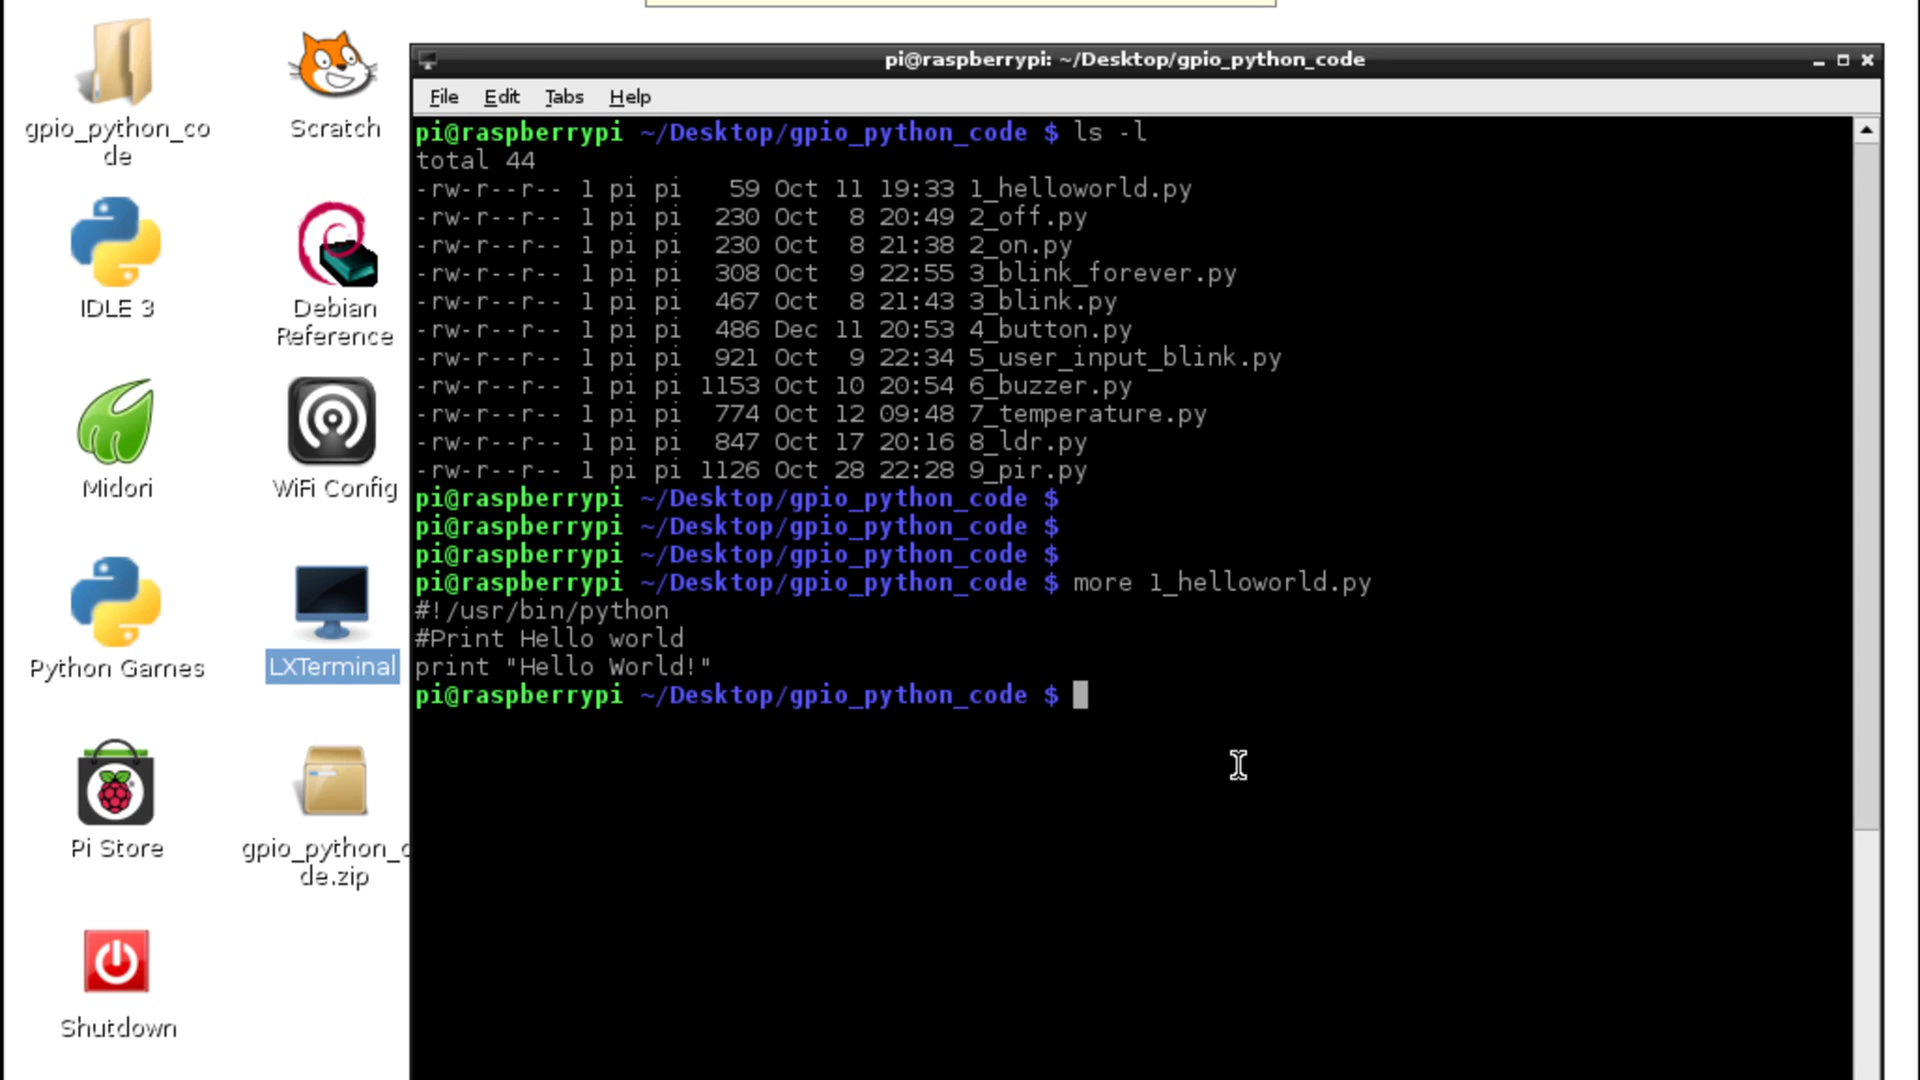 gpio_python_co
de
Scratch
IDLE 3
Debian
Reference
Midori
WiFi Config
Python Games
LXTerminal
Pi Store
gpio_python_c
de.zip
Shutdown
pi@raspberrypi: ~/Desktop/gpio_python_code
File Edit Tabs Help
pi@raspberrypi ~/Desktop/gpio_python_code $ ls -l
total 44
-rw-r--r-- 1 pi pi   59 Oct 11 19:33 1_helloworld.py
-rw-r--r-- 1 pi pi  230 Oct  8 20:49 2_off.py
-rw-r--r-- 1 pi pi  230 Oct  8 21:38 2_on.py
-rw-r--r-- 1 pi pi  308 Oct  9 22:55 3_blink_forever.py
-rw-r--r-- 1 pi pi  467 Oct  8 21:43 3_blink.py
-rw-r--r-- 1 pi pi  486 Dec 11 20:53 4_button.py
-rw-r--r-- 1 pi pi  921 Oct  9 22:34 5_user_input_blink.py
-rw-r--r-- 1 pi pi 1153 Oct 10 20:54 6_buzzer.py
-rw-r--r-- 1 pi pi  774 Oct 12 09:48 7_temperature.py
-rw-r--r-- 1 pi pi  847 Oct 17 20:16 8_ldr.py
-rw-r--r-- 1 pi pi 1126 Oct 28 22:28 9_pir.py
pi@raspberrypi ~/Desktop/gpio_python_code $
pi@raspberrypi ~/Desktop/gpio_python_code $
pi@raspberrypi ~/Desktop/gpio_python_code $
pi@raspberrypi ~/Desktop/gpio_python_code $ more 1_helloworld.py
#!/usr/bin/python
#Print Hello world
print "Hello World!"
pi@raspberrypi ~/Desktop/gpio_python_code $